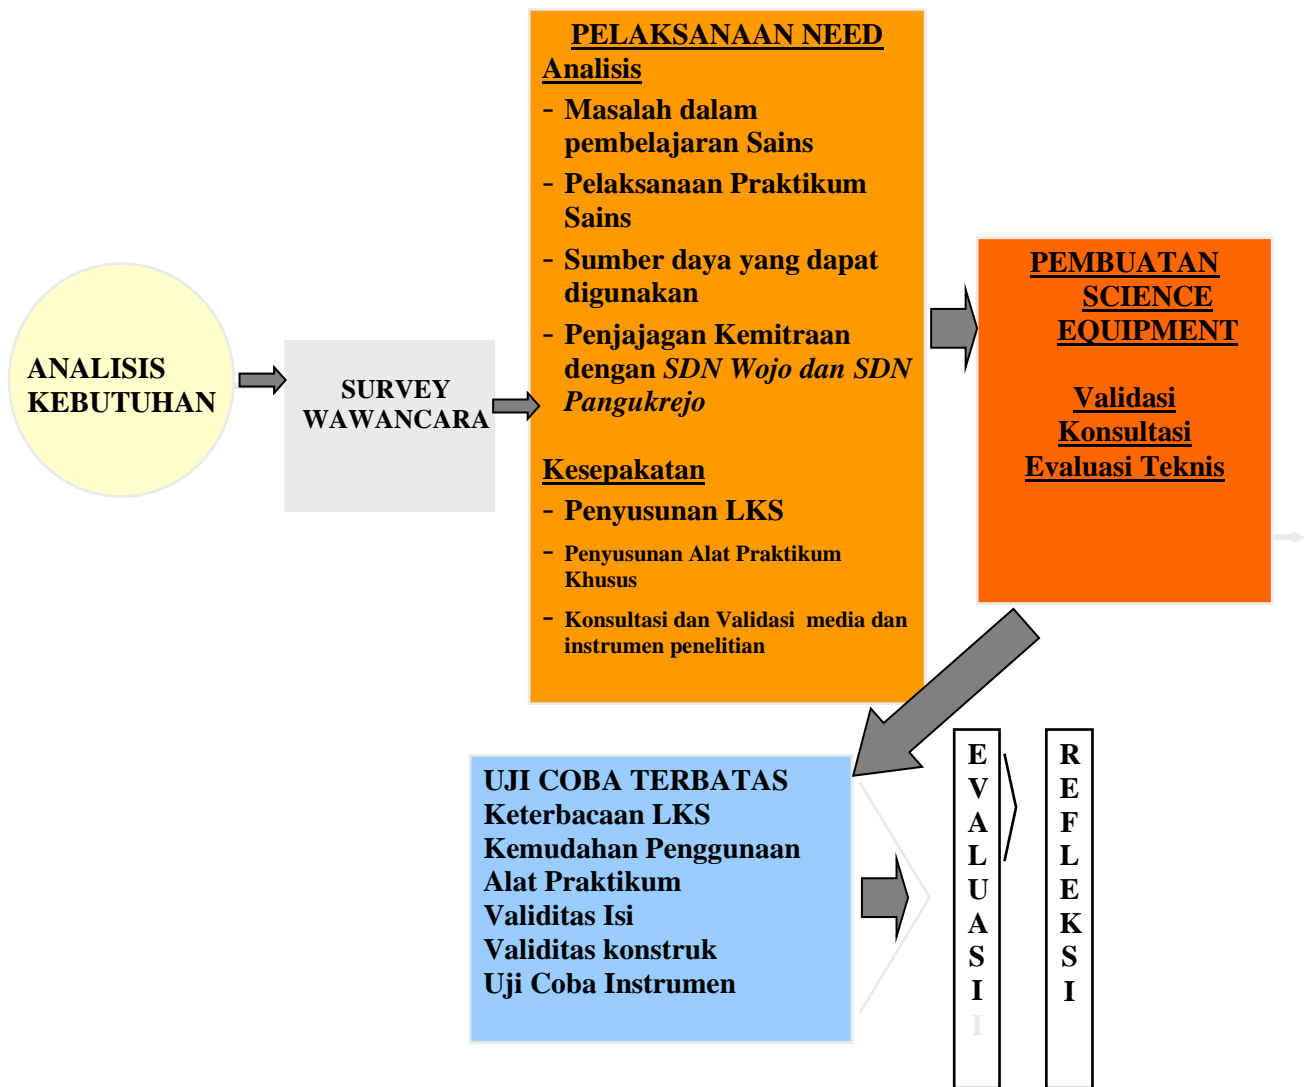 ANALISIS
KEBUTUHAN
SURVEY
WAWANCARA
PELAKSANAAN NEED
Analisis
- Masalah dalam
pembelajaran Sains
- Pelaksanaan Praktikum
Sains
- Sumber daya yang dapat
digunakan
- Penjajagan Kemitraan
dengan SDN Wojo dan SDN
Pangukrejo
Kesepakatan
- Penyusunan LKS
- Penyusunan Alat Praktikum
Khusus
- Konsultasi dan Validasi media dan
instrumen penelitian
PEMBUATAN
SCIENCE
EQUIPMENT
Validasi
Konsultasi
Evaluasi Teknis
UJI COBA TERBATAS
Keterbacaan LKS
Kemudahan Penggunaan
Alat Praktikum
Validitas Isi
Validitas konstruk
Uji Coba Instrumen
E
V
A
L
U
A
S
I
I
R
E
F
L
E
K
S
I